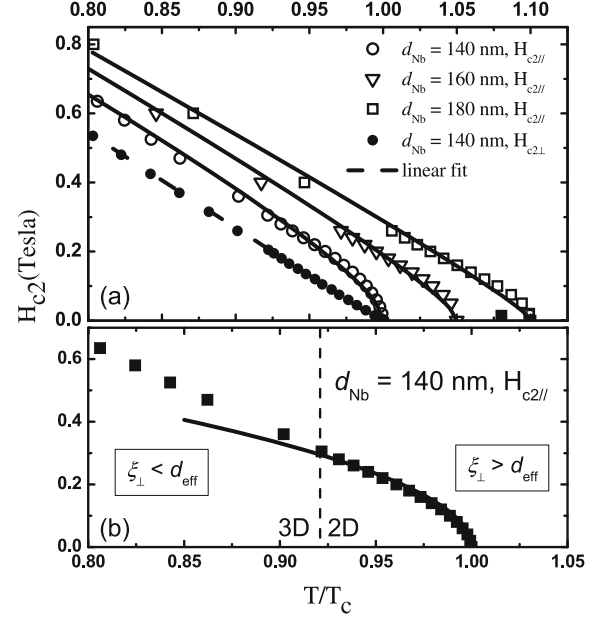 0.80 0.85 0.90 0.95 1.00 1.05 1.10
0.8
0.6
0.4
0.2
0.0
d_Nb = 140 nm, H_c2//
d_Nb = 160 nm, H_c2//
d_Nb = 180 nm, H_c2//
d_Nb = 140 nm, H_c2⊥
linear fit
(a)
H_c2(Tesla)
0.6
0.4
0.2
0.0
d_Nb = 140 nm, H_c2//
ξ_⊥ < d_eff
ξ_⊥ > d_eff
3D 2D
(b)
0.80 0.85 0.90 0.95 1.00 1.05
T/T_c